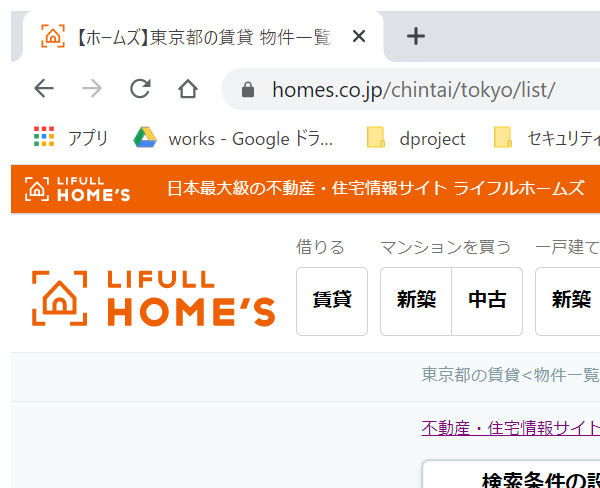 【ホームズ】東京都の賃貸 物件一覧
homes.co.jp/chintai/tokyo/list/
アプリ works - Google ドラ... dproject セキュリティ
LIFULL HOME'S 日本最大級の不動産・住宅情報サイト ライフルホームズ
借りる マンションを買う 一戸建て
LIFULL
HOME'S
賃貸 新築 中古 新築
東京都の賃貸<物件一覧
不動産・住宅情報サイト
検索条件の設